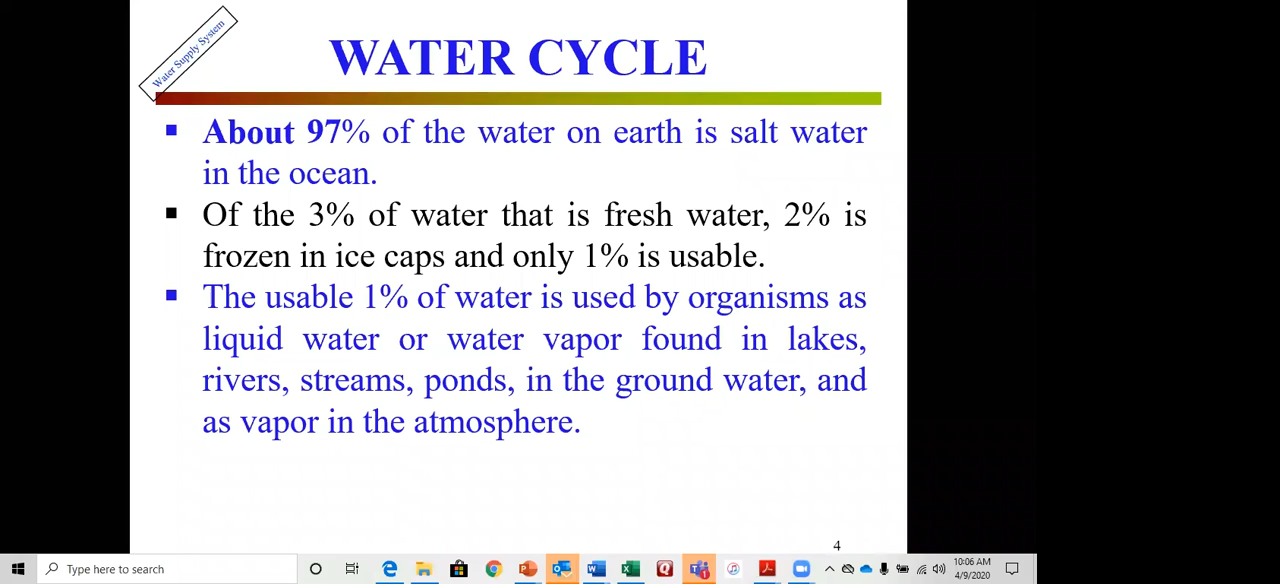 Water Supply System
WATER CYCLE
▪ About 97% of the water on earth is salt water
in the ocean.
▪ Of the 3% of water that is fresh water, 2% is
frozen in ice caps and only 1% is usable.
▪ The usable 1% of water is used by organisms as
liquid water or water vapor found in lakes,
rivers, streams, ponds, in the ground water, and
as vapor in the atmosphere.
4
Type here to search
10:06 AM
4/9/2020